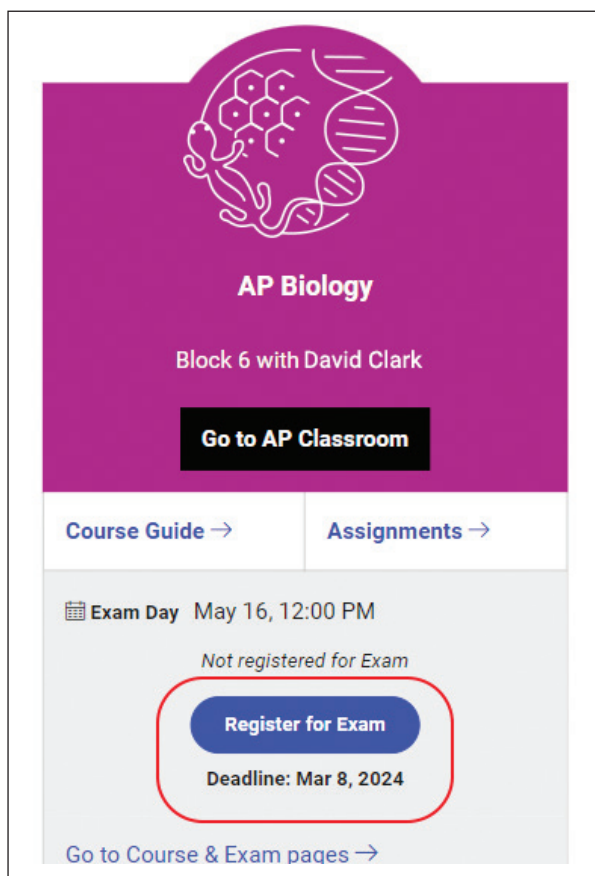 AP Biology
Block 6 with David Clark
Go to AP Classroom
Course Guide →
Assignments →
Exam Day May 16, 12:00 PM
Not registered for Exam
Register for Exam
Deadline: Mar 8, 2024
Go to Course & Exam pages →